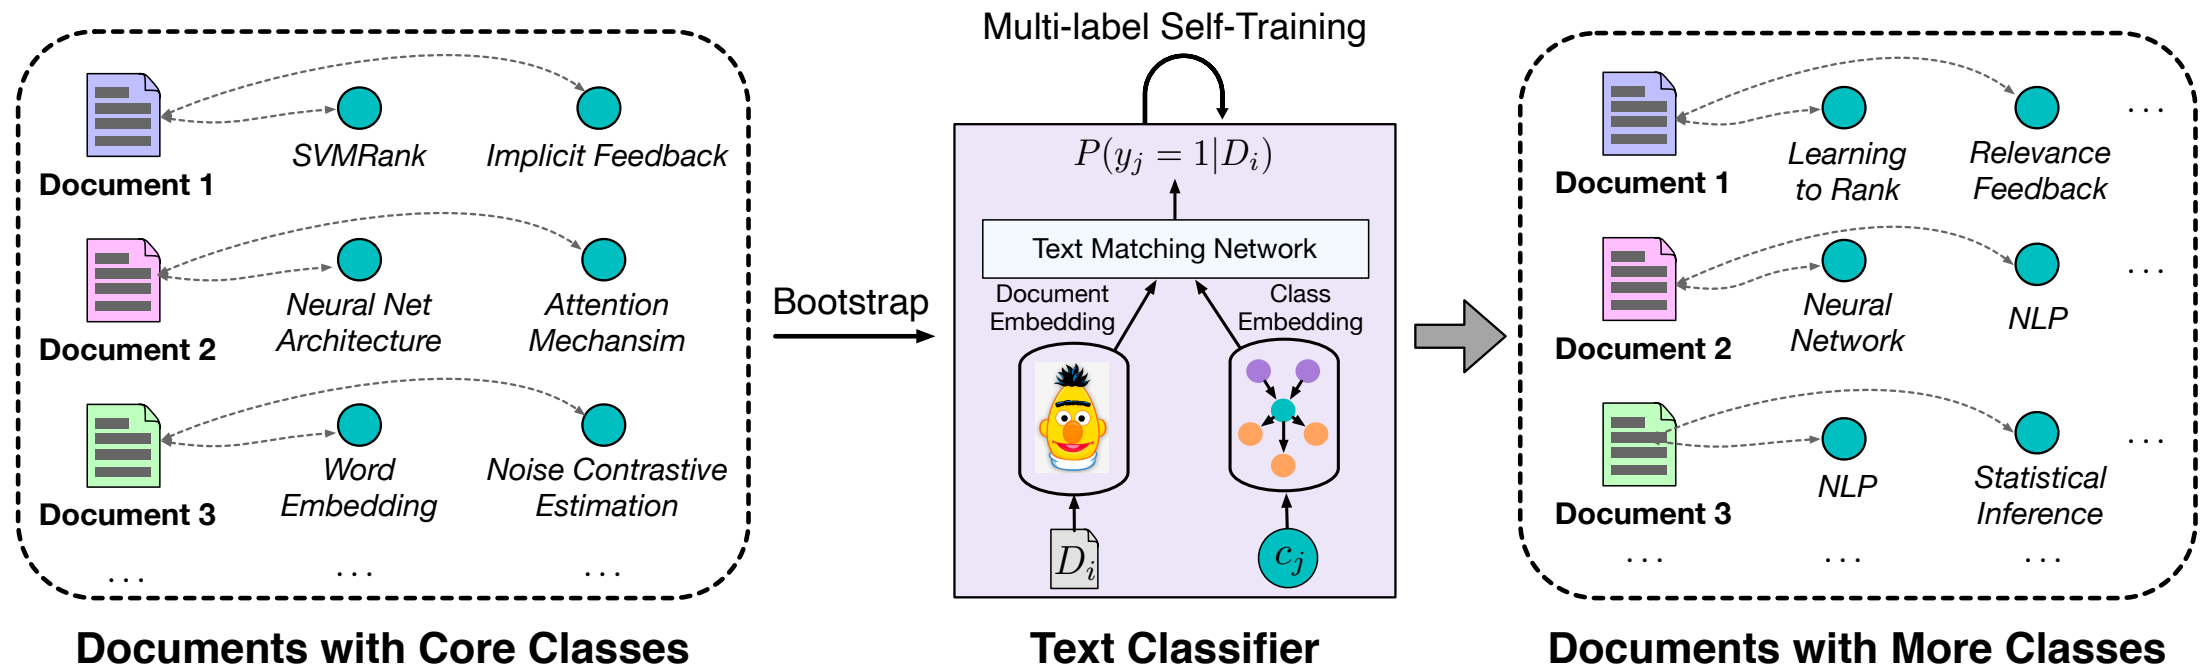 Document 1
SVMRank
Implicit Feedback
Document 2
Neural Net
Architecture
Attention
Mechansim
Document 3
Word
Embedding
Noise Contrastive
Estimation
...
...
...
Documents with Core Classes
Bootstrap
Multi-label Self-Training
P(y_j = 1|D_i)
Text Matching Network
Document
Embedding
Class
Embedding
D_i
c_j
Text Classifier
Document 1
Learning
to Rank
Relevance
Feedback
...
Document 2
Neural
Network
NLP
...
Document 3
NLP
Statistical
Inference
...
...
...
...
Documents with More Classes